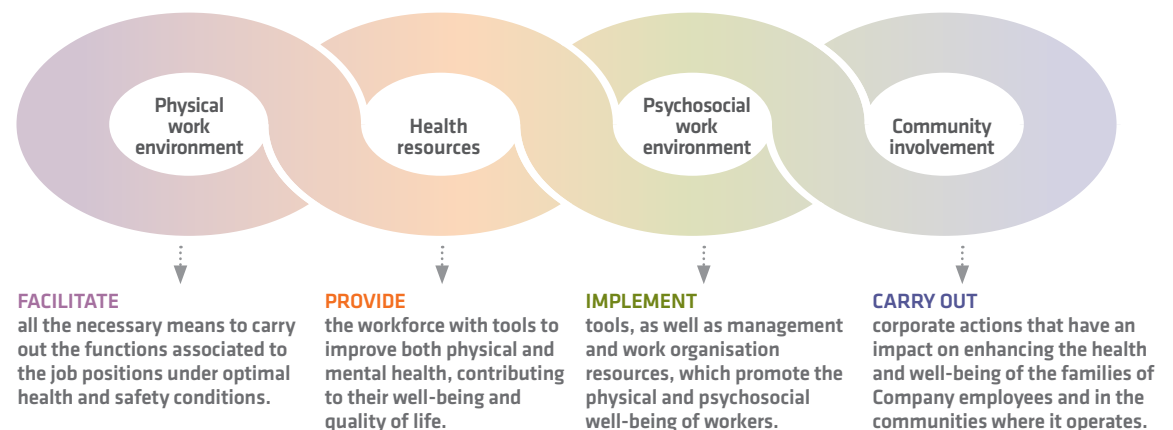 Physical
work
environment
Health
resources
Psychosocial
work
environment
Community
involvement
FACILITATE
all the necessary means to carry
out the functions associated to
the job positions under optimal
health and safety conditions.
PROVIDE
the workforce with tools to
improve both physical and
mental health, contributing
to their well-being and
quality of life.
IMPLEMENT
tools, as well as management
and work organisation
resources, which promote the
physical and psychosocial
well-being of workers.
CARRY OUT
corporate actions that have an
impact on enhancing the health
and well-being of the families of
Company employees and in the
communities where it operates.